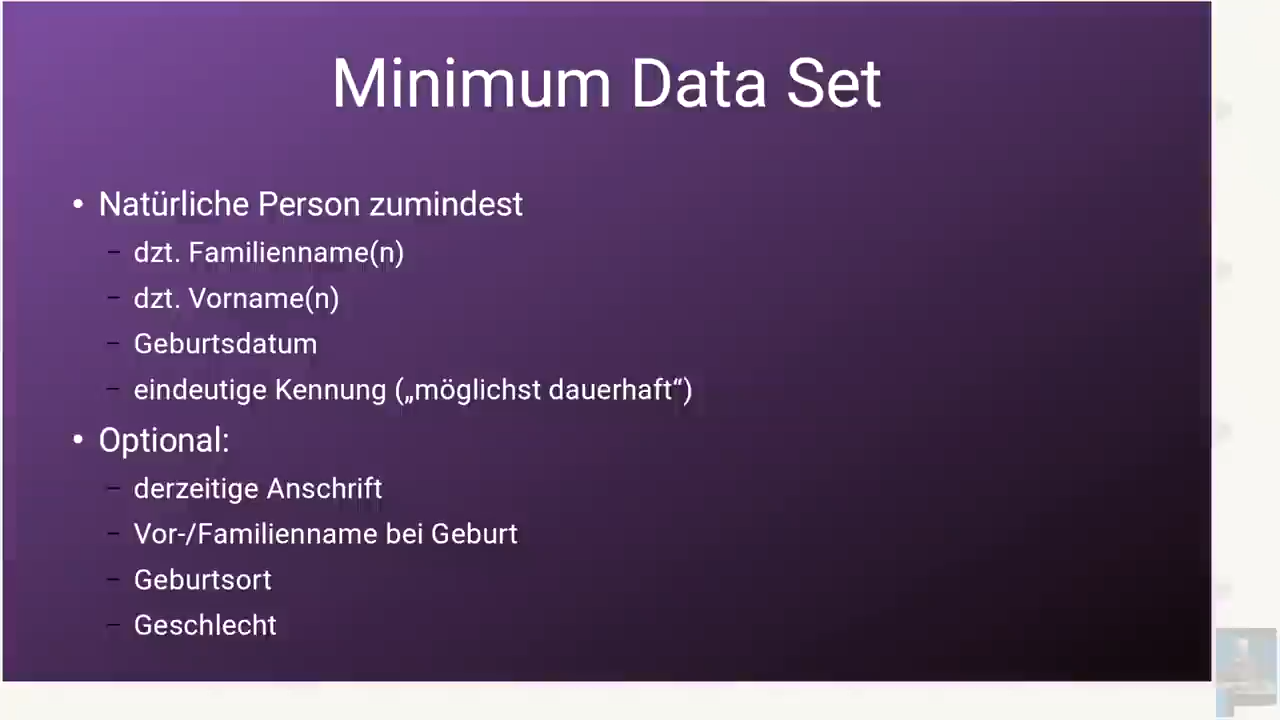 Minimum Data Set
• Natürliche Person zumindest
– dzt. Familienname(n)
– dzt. Vorname(n)
– Geburtsdatum
– eindeutige Kennung („möglichst dauerhaft“)
• Optional:
– derzeitige Anschrift
– Vor-/Familienname bei Geburt
– Geburtsort
– Geschlecht